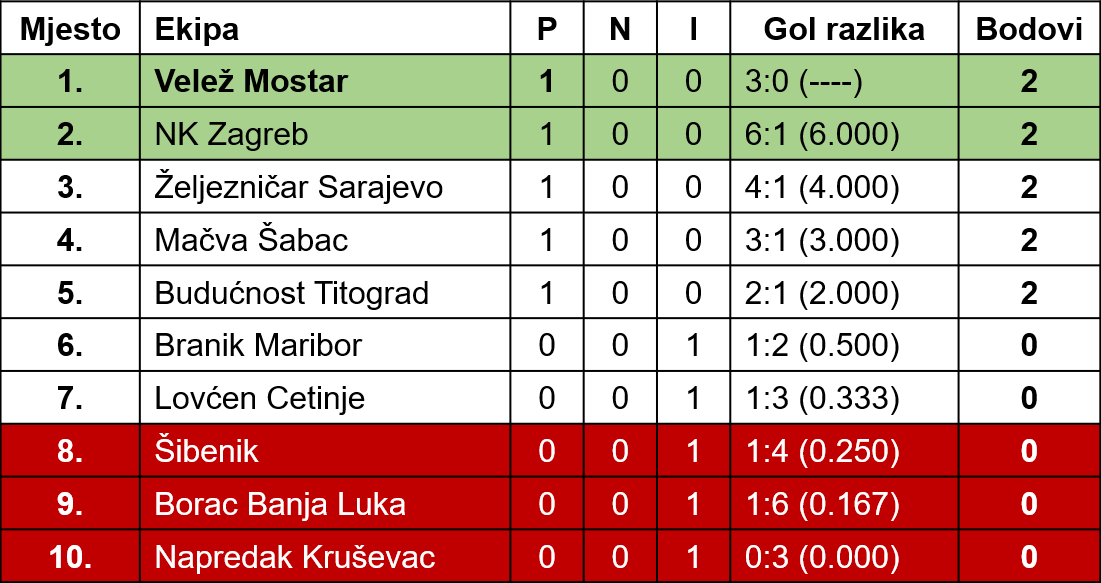 Mjesto Ekipa P N I Gol razlika Bodovi
1. Velež Mostar 1 0 0 3:0 (----) 2
2. NK Zagreb 1 0 0 6:1 (6.000) 2
3. Željezničar Sarajevo 1 0 0 4:1 (4.000) 2
4. Mačva Šabac 1 0 0 3:1 (3.000) 2
5. Budućnost Titograd 1 0 0 2:1 (2.000) 2
6. Branik Maribor 0 0 1 1:2 (0.500) 0
7. Lovćen Cetinje 0 0 1 1:3 (0.333) 0
8. Šibenik 0 0 1 1:4 (0.250) 0
9. Borac Banja Luka 0 0 1 1:6 (0.167) 0
10. Napredak Kruševac 0 0 1 0:3 (0.000) 0